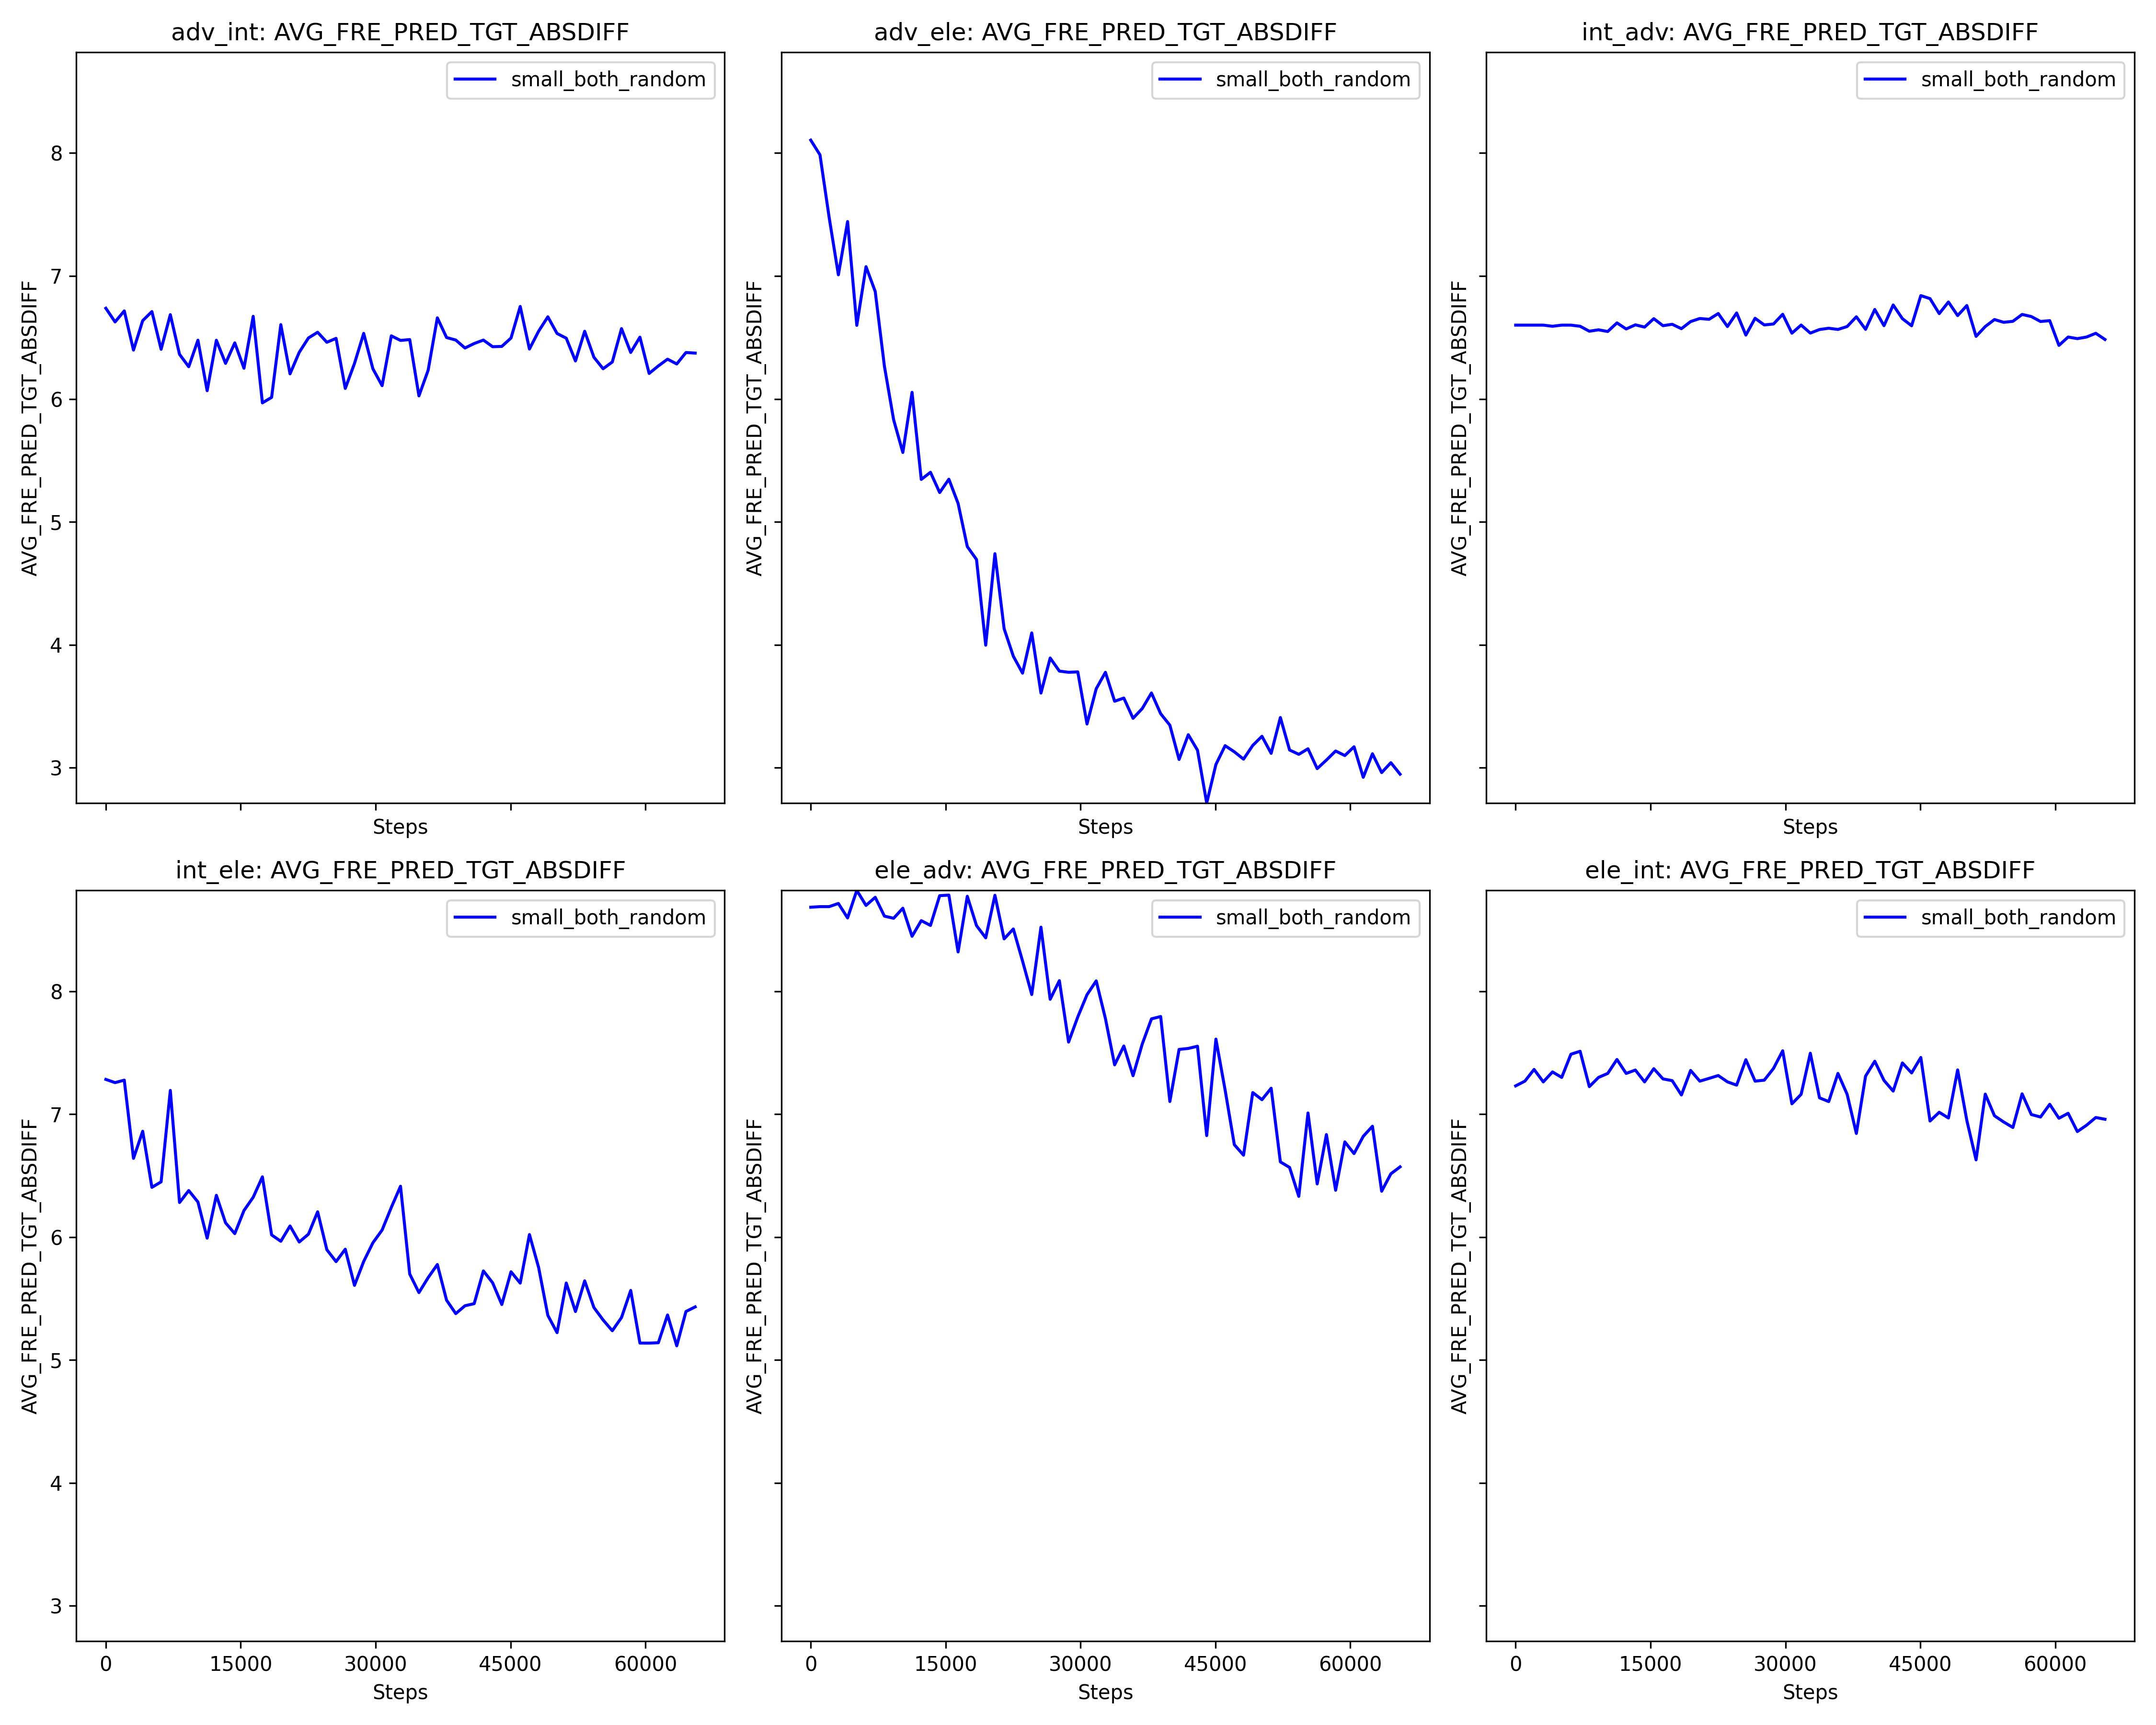 adv_int: AVG_FRE_PRED_TGT_ABSDIFF
small_both_random
AVG_FRE_PRED_TGT_ABSDIFF
8
7
6
5
4
3
Steps
adv_ele: AVG_FRE_PRED_TGT_ABSDIFF
small_both_random
AVG_FRE_PRED_TGT_ABSDIFF
Steps
int_adv: AVG_FRE_PRED_TGT_ABSDIFF
small_both_random
AVG_FRE_PRED_TGT_ABSDIFF
Steps
int_ele: AVG_FRE_PRED_TGT_ABSDIFF
small_both_random
AVG_FRE_PRED_TGT_ABSDIFF
8
7
6
5
4
3
0 15000 30000 45000 60000
Steps
ele_adv: AVG_FRE_PRED_TGT_ABSDIFF
small_both_random
AVG_FRE_PRED_TGT_ABSDIFF
0 15000 30000 45000 60000
Steps
ele_int: AVG_FRE_PRED_TGT_ABSDIFF
small_both_random
AVG_FRE_PRED_TGT_ABSDIFF
0 15000 30000 45000 60000
Steps